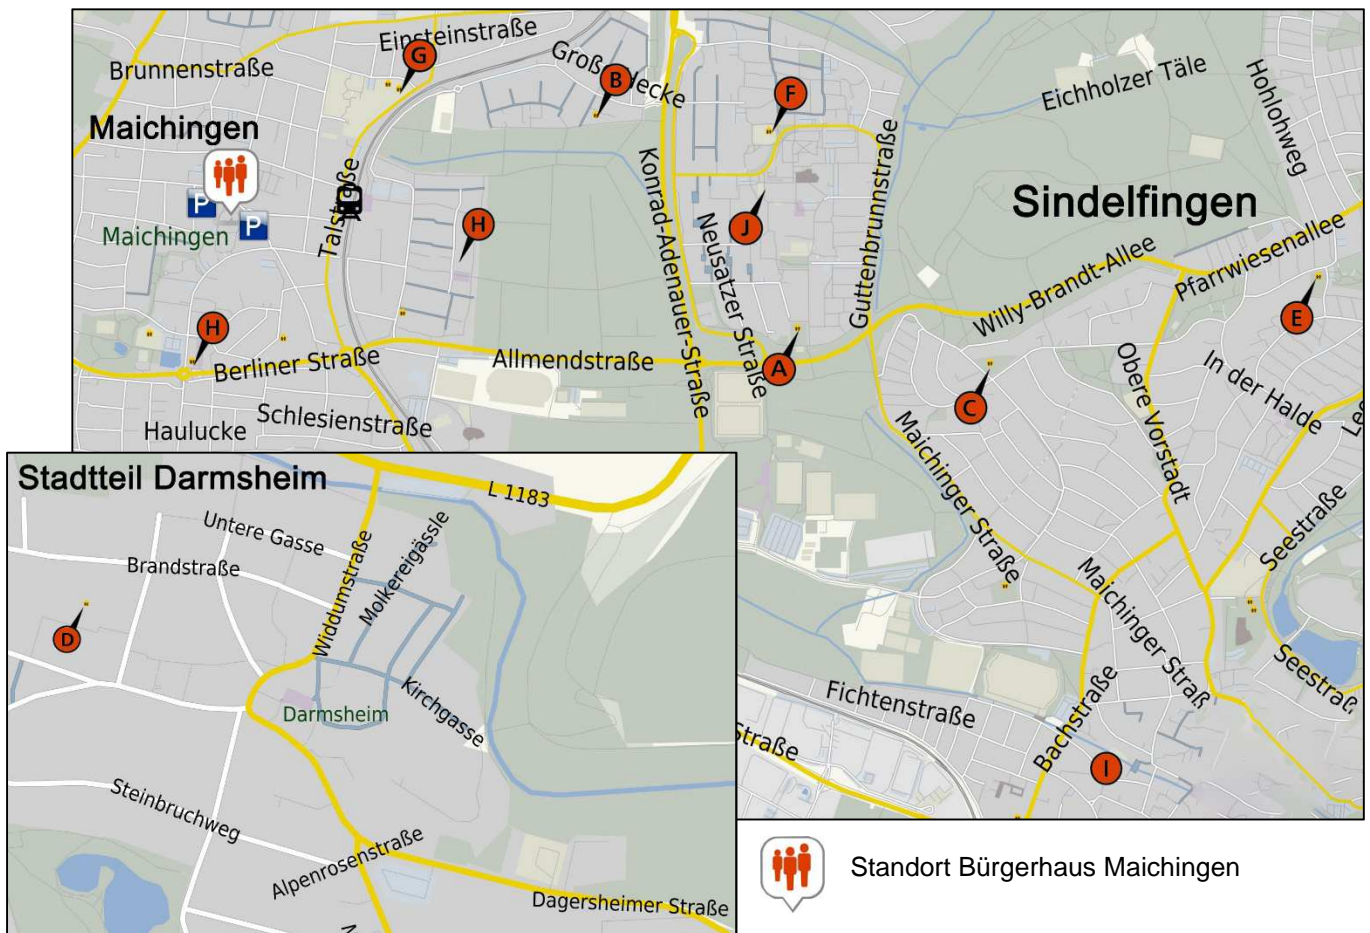 Einsteinstraße
Brunnenstraße
G
B
F
Eichholzer Täle
Hohlohweg
Maichingen
P
P
Maichingen
Talstraße
H
Konrad-Adenauer-Straße
Neusatzer Straße
J
Guttenbrunnstraße
Sindelfingen
Willy-Brandt-Allee
Pfarrwiesenallee
E
H
Berliner Straße
Allmendstraße
A
C
Obere Vorstadt
In der Halde
Schlesienstraße
Haulucke
Maichinger Straße
Seestraße
Maichinger Straß
Seestraß
Fichtenstraße
Bachstraße
I
Straße
Stadtteil Darmsheim
L 1183
Untere Gasse
Brandstraße
Widdumstraße
Molkereigässle
D
Kirchgasse
Darmsheim
Steinbruchweg
Alpenrosenstraße
Dagersheimer Straße
Standort Bürgerhaus Maichingen